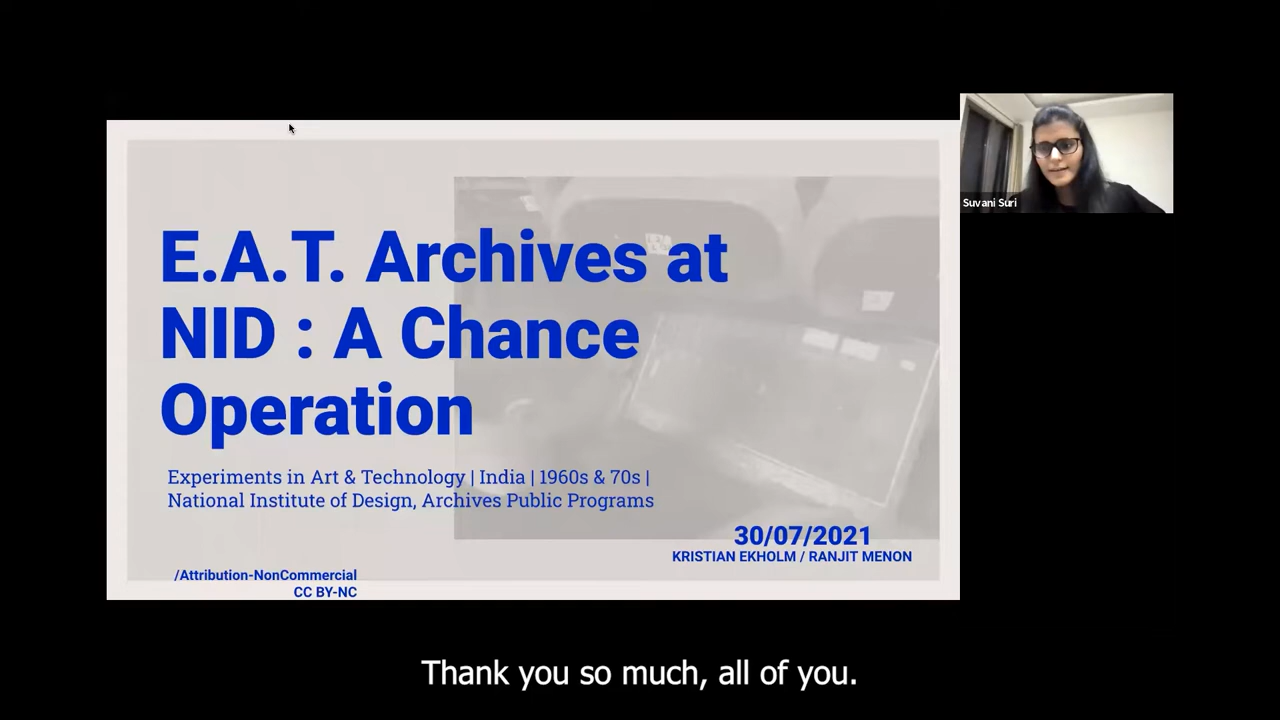 E.A.T. Archives at
NID : A Chance
Operation
Experiments in Art & Technology | India | 1960s & 70s |
National Institute of Design, Archives Public Programs
30/07/2021
KRISTIAN EKHOLM / RANJIT MENON
/Attribution-NonCommercial
CC BY-NC
Suvani Suri
Thank you so much, all of you.